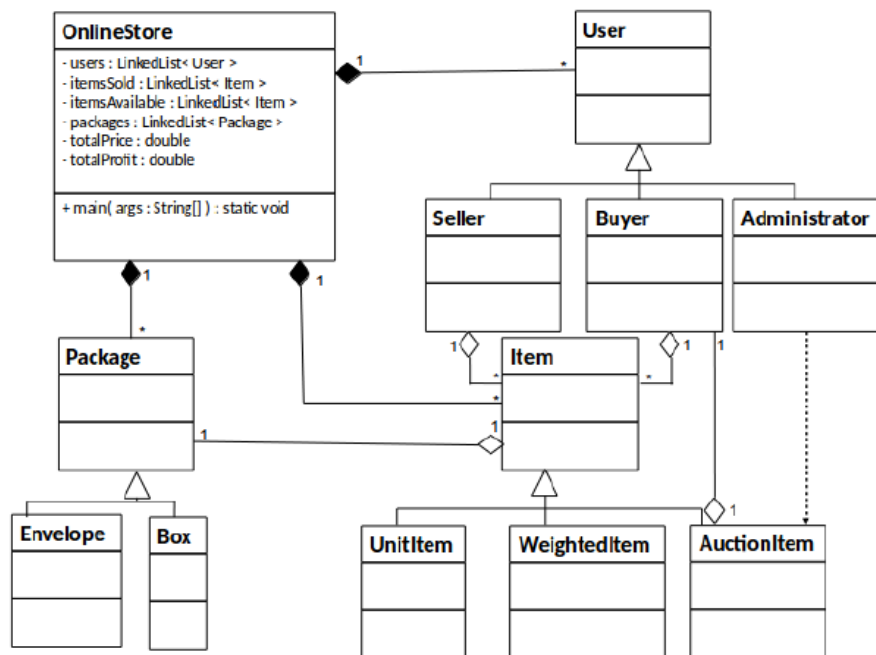 OnlineStore
- users : LinkedList< User >
- itemsSold : LinkedList< Item >
- itemsAvailable : LinkedList< Item >
- packages : LinkedList< Package >
- totalPrice : double
- totalProfit : double
+ main( args : String[] ) : static void
1
*
User
Seller
Buyer
Administrator
1
1
*
*
1
1
1
*
*
Package
Item
1
1
1
Envelope
Box
UnitItem
WeightedItem
AuctionItem